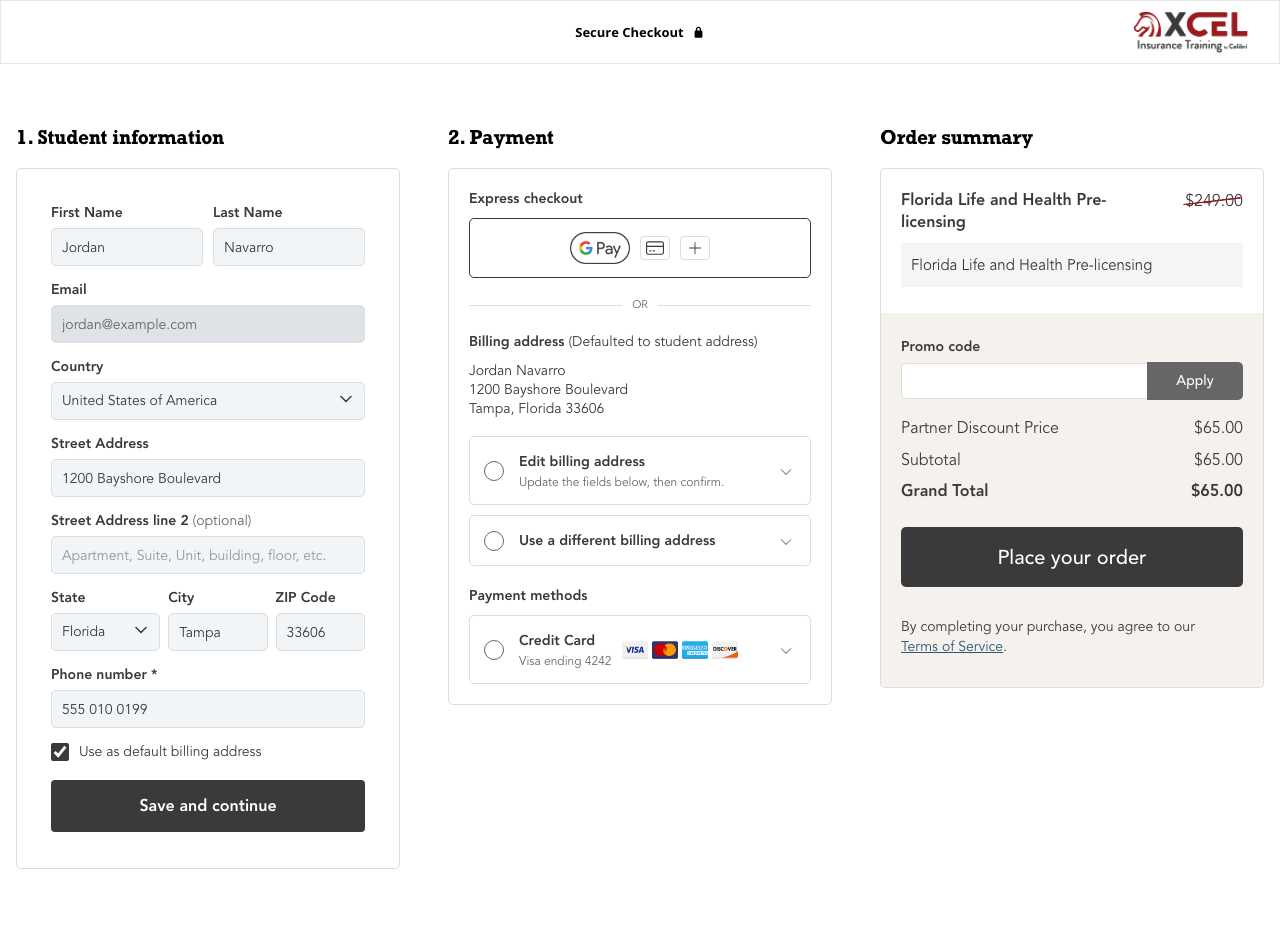 Secure Checkout
XCEL
Insurance Training by Colibri
1. Student information
First Name
Last Name
Jordan
Navarro
Email
jordan@example.com
Country
United States of America
Street Address
1200 Bayshore Boulevard
Street Address line 2 (optional)
Apartment, Suite, Unit, building, floor, etc.
State
City
ZIP Code
Florida
Tampa
33606
Phone number *
555 010 0199
Use as default billing address
Save and continue
2. Payment
Express checkout
G Pay
OR
Billing address (Defaulted to student address)
Jordan Navarro
1200 Bayshore Boulevard
Tampa, Florida 33606
Edit billing address
Update the fields below, then confirm.
Use a different billing address
Payment methods
Credit Card
Visa ending 4242
VISA
AMERICAN EXPRESS
DISCOVER
Order summary
Florida Life and Health Pre-
licensing
$249.00
Florida Life and Health Pre-licensing
Promo code
Apply
Partner Discount Price
$65.00
Subtotal
$65.00
Grand Total
$65.00
Place your order
By completing your purchase, you agree to our
Terms of Service.